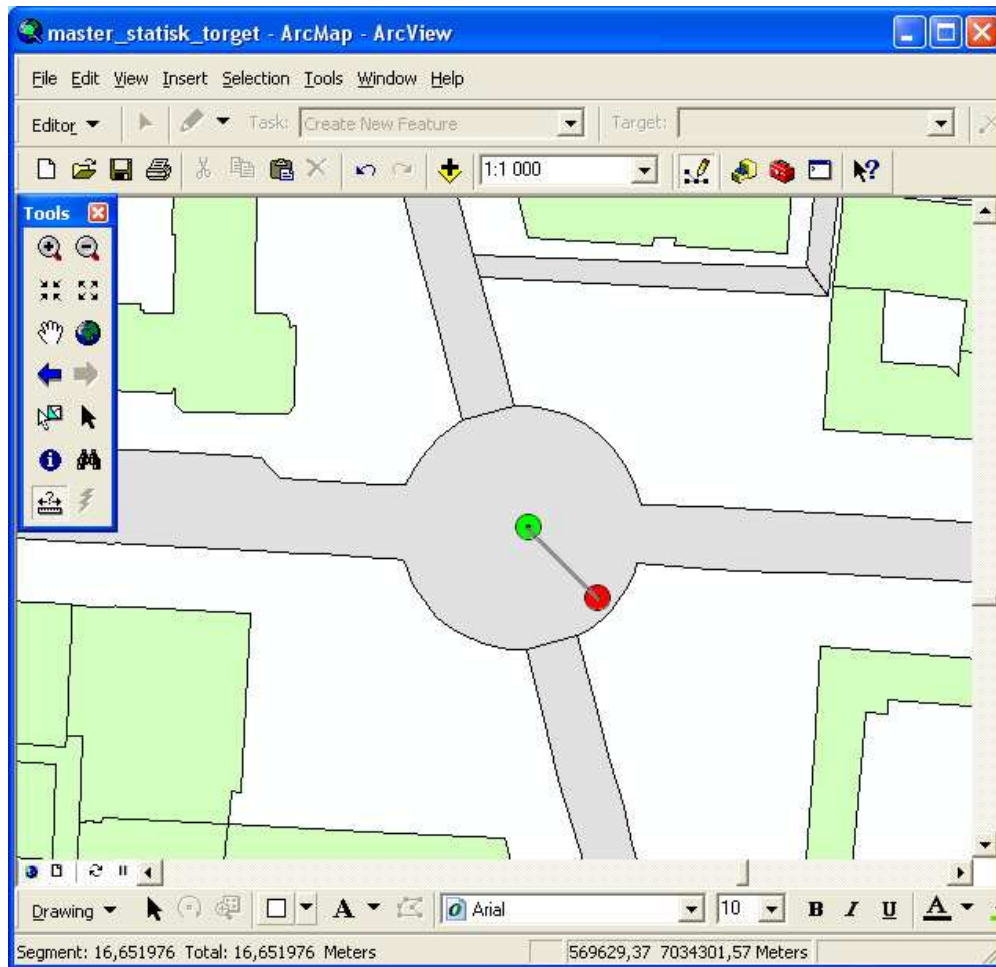 master_statisk_torget - ArcMap - ArcView
File Edit View Insert Selection Tools Window Help
Editor Task: Create New Feature Target:
1:1 000
Tools
Drawing A Arial 10 B I U A
Segment: 16,651976 Total: 16,651976 Meters 569629,37 7034301,57 Meters